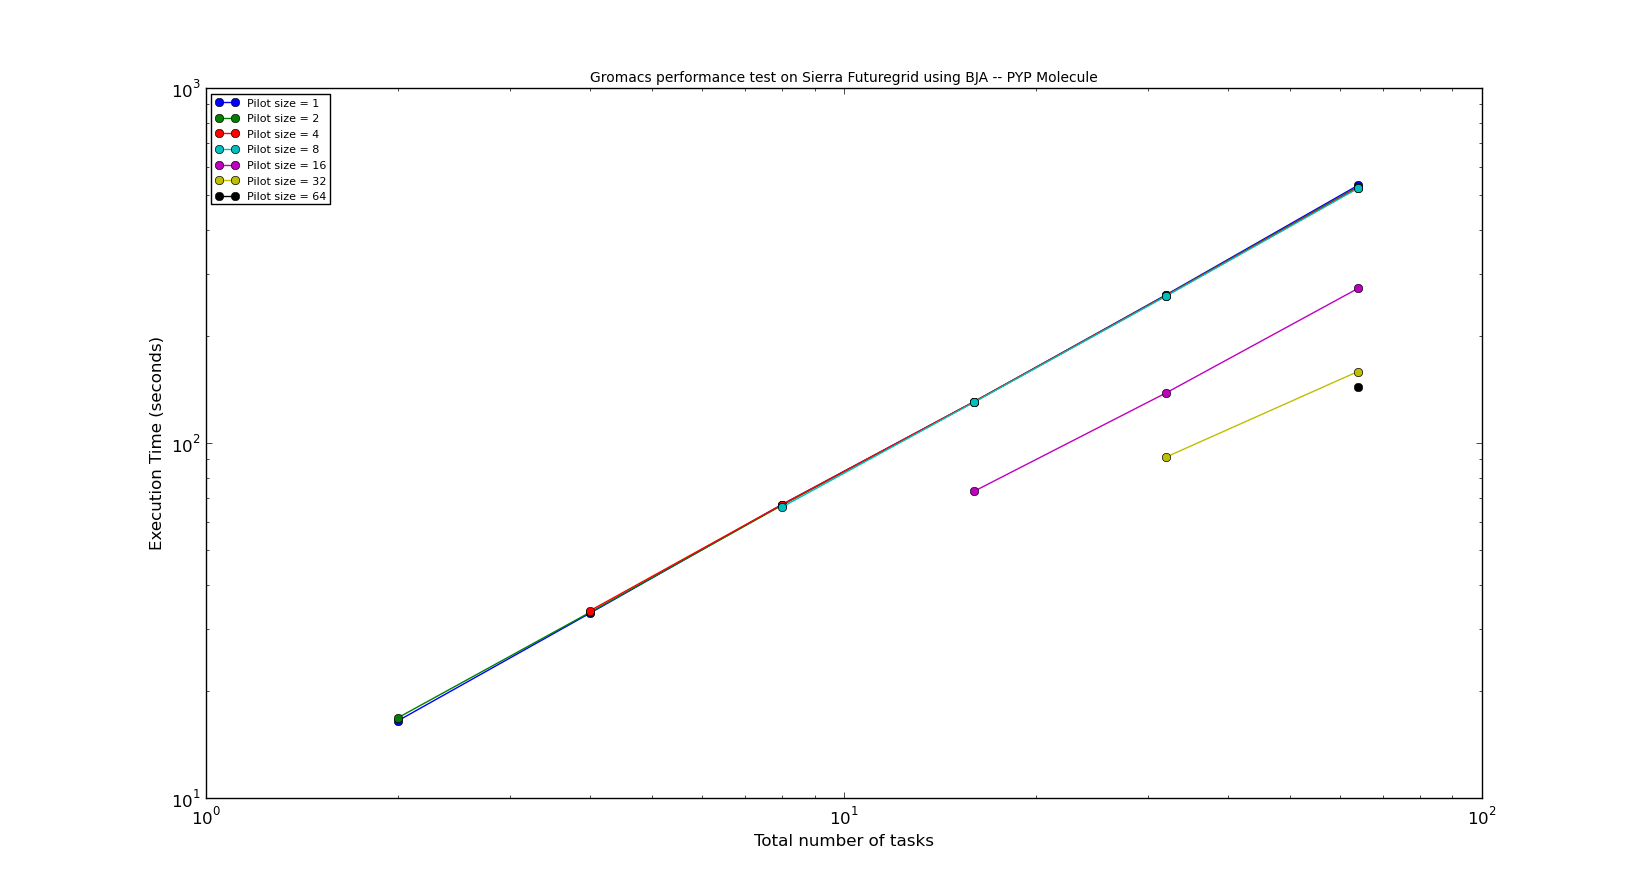 Gromacs performance test on Sierra Futuregrid using BJA -- PYP Molecule
10³
Pilot size = 1
Pilot size = 2
Pilot size = 4
Pilot size = 8
Pilot size = 16
Pilot size = 32
Pilot size = 64
Execution Time (seconds)
10²
10¹
10⁰ 10¹ 10²
Total number of tasks